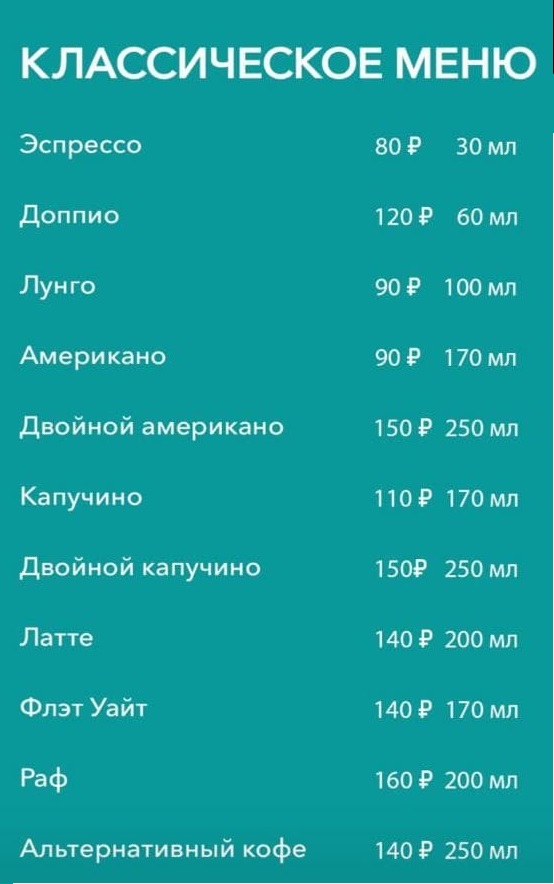 КЛАССИЧЕСКОЕ МЕНЮ
Эспрессо 80 ₽ 30 мл
Доппио 120 ₽ 60 мл
Лунго 90 ₽ 100 мл
Американо 90 ₽ 170 мл
Двойной американо 150 ₽ 250 мл
Капучино 110 ₽ 170 мл
Двойной капучино 150₽ 250 мл
Латте 140 ₽ 200 мл
Флэт Уайт 140 ₽ 170 мл
Раф 160 ₽ 200 мл
Альтернативный кофе 140 ₽ 250 мл